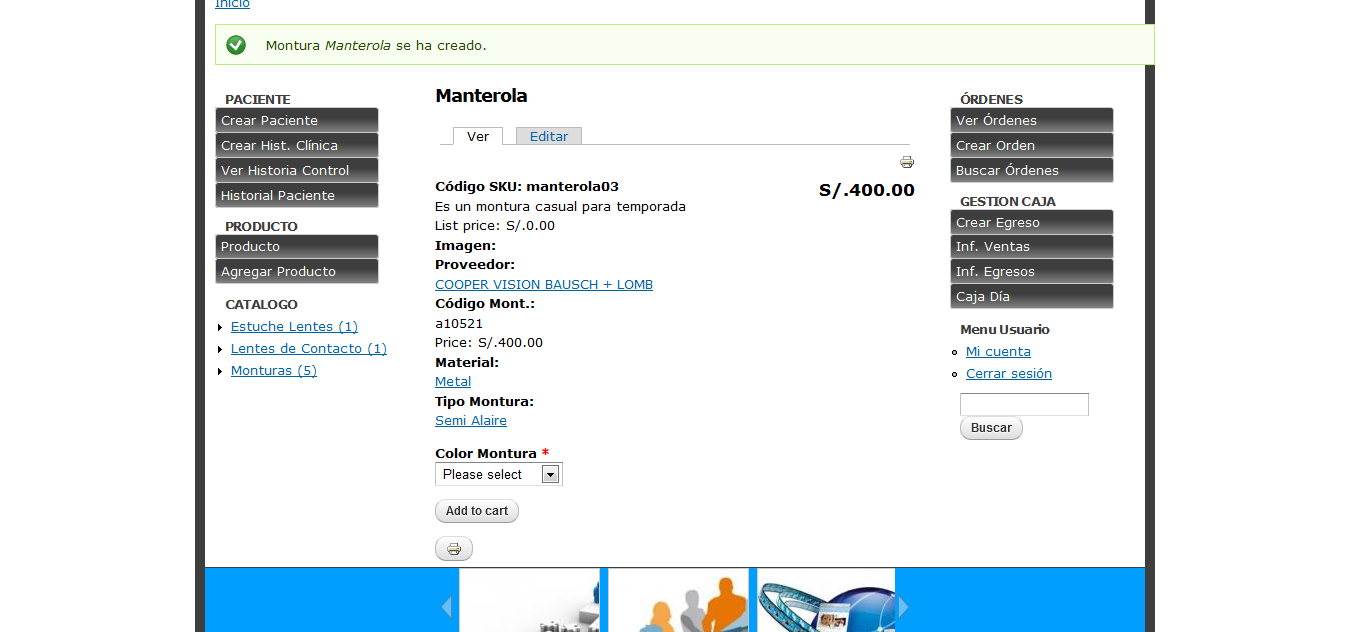 Inicio
Montura Manterola se ha creado.
PACIENTE
Crear Paciente
Crear Hist. Clínica
Ver Historia Control
Historial Paciente
PRODUCTO
Producto
Agregar Producto
CATALOGO
Estuche Lentes (1)
Lentes de Contacto (1)
Monturas (5)
Manterola
Ver
Editar
Código SKU: manterola03
S/.400.00
Es un montura casual para temporada
List price: S/.0.00
Imagen:
Proveedor:
COOPER VISION BAUSCH + LOMB
Código Mont.:
a10521
Price: S/.400.00
Material:
Metal
Tipo Montura:
Semi Alaire
Color Montura *
Please select
Add to cart
ÓRDENES
Ver Órdenes
Crear Orden
Buscar Órdenes
GESTION CAJA
Crear Egreso
Inf. Ventas
Inf. Egresos
Caja Día
Menu Usuario
Mi cuenta
Cerrar sesión
Buscar